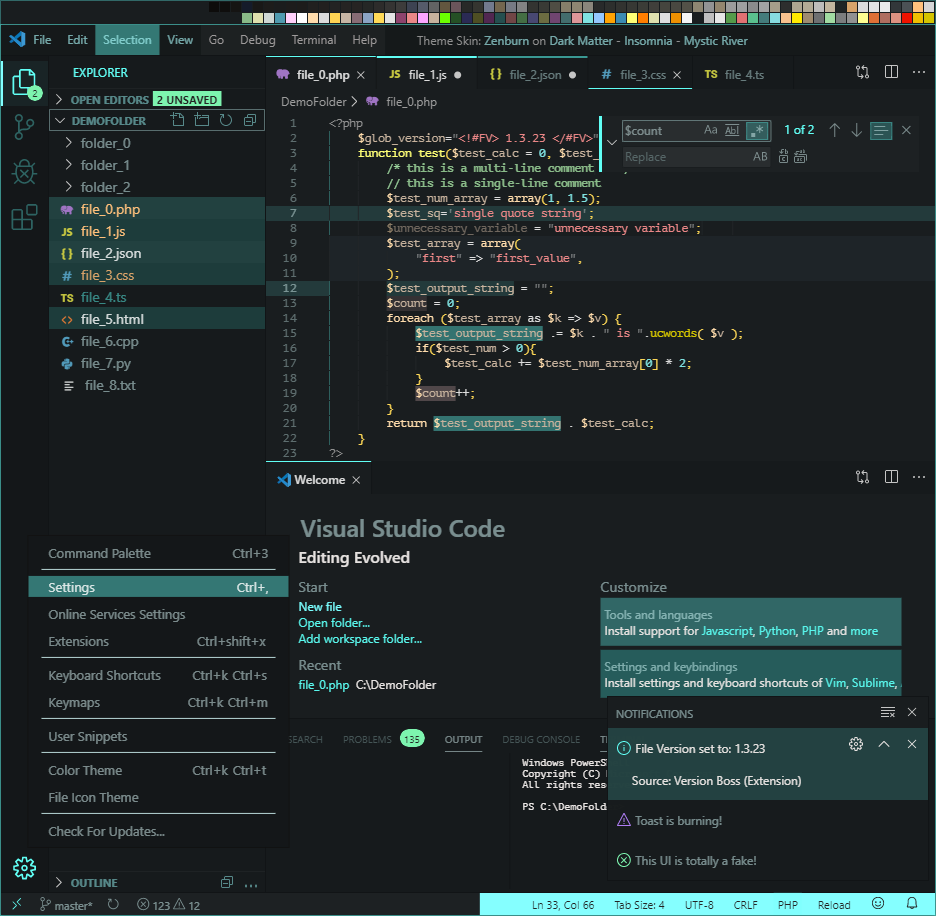 File Edit Selection View Go Debug Terminal Help Theme Skin: Zenburn on Dark Matter - Insomnia - Mystic River
EXPLORER
2
OPEN EDITORS 2 UNSAVED
DEMOFOLDER
folder_0
folder_1
folder_2
file_0.php
file_1.js
file_2.json
file_3.css
file_4.ts
file_5.html
file_6.cpp
file_7.py
file_8.txt
file_0.php JS file_1.js {} file_2.json # file_3.css TS file_4.ts
DemoFolder > file_0.php
1 <?php
2 $glob_version="<!#FV> 1.3.23 </#FV>"
3 function test($test_calc = 0, $test_
4 /* this is a multi-line comment
5 // this is a single-line comment
6 $test_num_array = array(1, 1.5);
7 $test_sq='single quote string';
8 $unnecessary_variable = "unnecessary variable";
9 $test_array = array(
10 "first" => "first_value",
11 );
12 $test_output_string = "";
13 $count = 0;
14 foreach ($test_array as $k => $v) {
15 $test_output_string .= $k . " is ".ucwords( $v );
16 if($test_num > 0){
17 $test_calc += $test_num_array[0] * 2;
18 }
19 $count++;
20 }
21 return $test_output_string . $test_calc;
22 }
23 ?>
$count Aa Abl .* 1 of 2
Replace AB
Welcome
Visual Studio Code
Editing Evolved
Start
New file
Open folder...
Add workspace folder...
Recent
file_0.php C:\DemoFolder
Customize
Tools and languages
Install support for Javascript, Python, PHP and more
Settings and keybindings
Install settings and keyboard shortcuts of Vim, Sublime,
Command Palette Ctrl+3
Settings Ctrl+,
Online Services Settings
Extensions Ctrl+shift+x
Keyboard Shortcuts Ctrl+k Ctrl+s
Keymaps Ctrl+k Ctrl+m
User Snippets
Color Theme Ctrl+k Ctrl+t
File Icon Theme
Check For Updates...
SEARCH PROBLEMS 135 OUTPUT DEBUG CONSOLE
Windows PowerS
Copyright (C)
All rights rese
PS C:\DemoFold
NOTIFICATIONS
File Version set to: 1.3.23
Source: Version Boss (Extension)
Toast is burning!
This UI is totally a fake!
OUTLINE
master* 123 12 Ln 33, Col 66 Tab Size: 4 UTF-8 CRLF PHP Reload